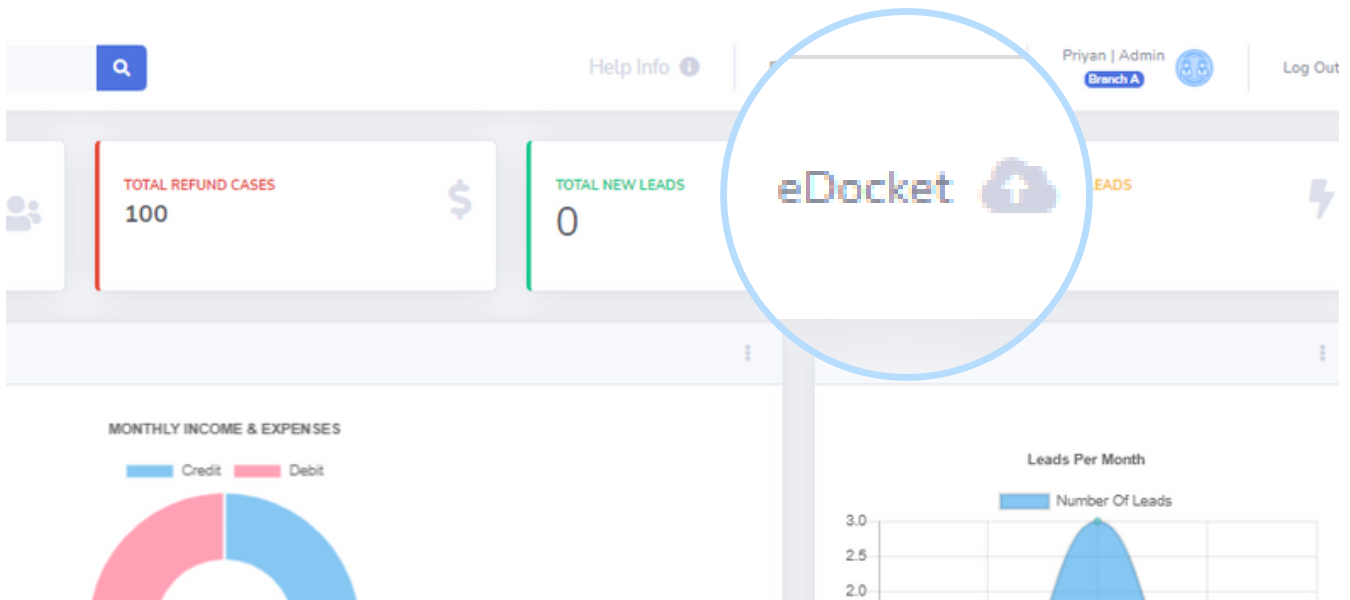 Help Info
Priyan | Admin
Branch A
Log Out
TOTAL REFUND CASES
100
TOTAL NEW LEADS
0
eDocket
LEADS
MONTHLY INCOME & EXPENSES
Credit
Debit
Leads Per Month
Number Of Leads
3.0
2.5
2.0